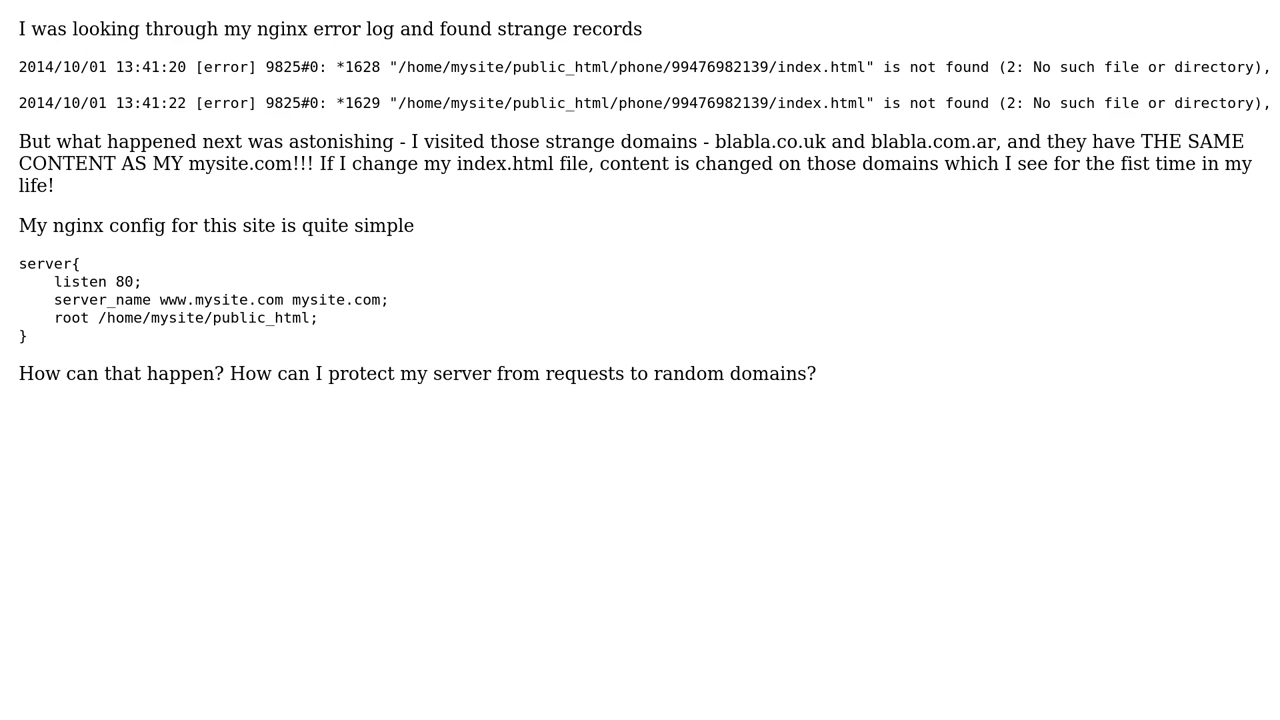 I was looking through my nginx error log and found strange records
2014/10/01 13:41:20 [error] 9825#0: *1628 "/home/mysite/public_html/phone/99476982139/index.html" is not found (2: No such file or directory),
2014/10/01 13:41:22 [error] 9825#0: *1629 "/home/mysite/public_html/phone/99476982139/index.html" is not found (2: No such file or directory),
But what happened next was astonishing - I visited those strange domains - blabla.co.uk and blabla.com.ar, and they have THE SAME
CONTENT AS MY mysite.com!!! If I change my index.html file, content is changed on those domains which I see for the fist time in my
life!
My nginx config for this site is quite simple
server{
    listen 80;
    server_name www.mysite.com mysite.com;
    root /home/mysite/public_html;
}
How can that happen? How can I protect my server from requests to random domains?